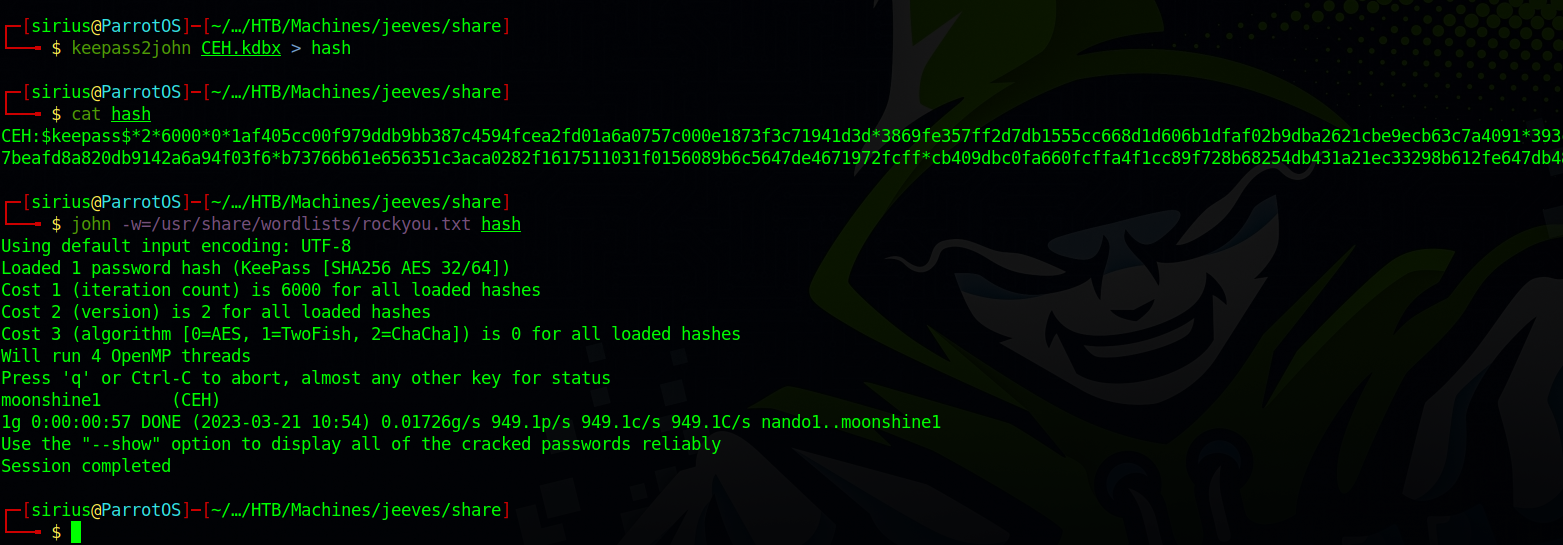 ┌─[sirius@ParrotOS]─[~/…/HTB/Machines/jeeves/share]
└──╼ $ keepass2john CEH.kdbx > hash
┌─[sirius@ParrotOS]─[~/…/HTB/Machines/jeeves/share]
└──╼ $ cat hash
CEH:$keepass$*2*6000*0*1af405cc00f979ddb9bb387c4594fcea2fd01a6a0757c000e1873f3c71941d3d*3869fe357ff2d7db1555cc668d1d606b1dfaf02b9dba2621cbe9ecb63c7a4091*393
7beafd8a820db9142a6a94f03f6*b73766b61e656351c3aca0282f1617511031f0156089b6c5647de4671972fcff*cb409dbc0fa660fcffa4f1cc89f728b68254db431a21ec33298b612fe647db4
┌─[sirius@ParrotOS]─[~/…/HTB/Machines/jeeves/share]
└──╼ $ john -w=/usr/share/wordlists/rockyou.txt hash
Using default input encoding: UTF-8
Loaded 1 password hash (KeePass [SHA256 AES 32/64])
Cost 1 (iteration count) is 6000 for all loaded hashes
Cost 2 (version) is 2 for all loaded hashes
Cost 3 (algorithm [0=AES, 1=TwoFish, 2=ChaCha]) is 0 for all loaded hashes
Will run 4 OpenMP threads
Press 'q' or Ctrl-C to abort, almost any other key for status
moonshine1       (CEH)
1g 0:00:00:57 DONE (2023-03-21 10:54) 0.01726g/s 949.1p/s 949.1c/s 949.1C/s nando1..moonshine1
Use the "--show" option to display all of the cracked passwords reliably
Session completed
┌─[sirius@ParrotOS]─[~/…/HTB/Machines/jeeves/share]
└──╼ $